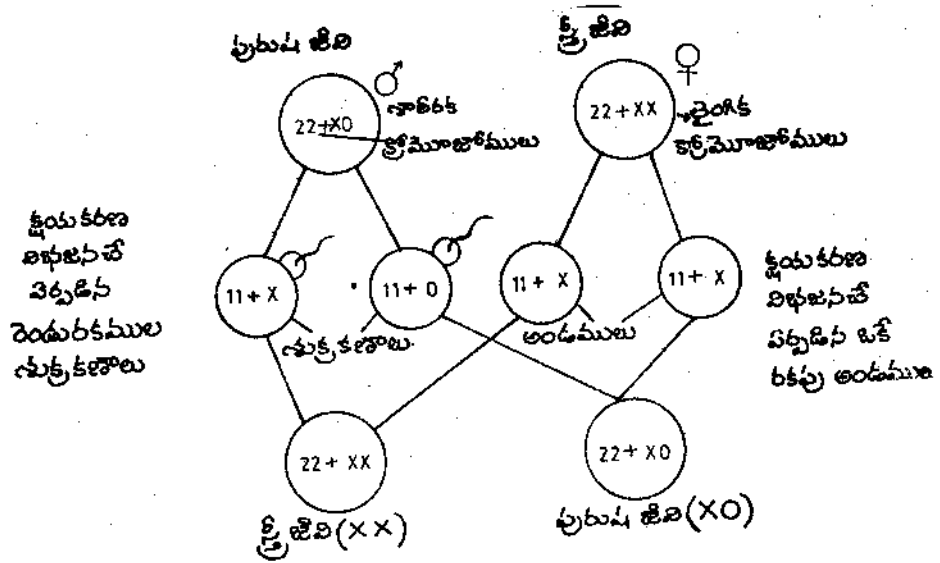 పురుష జీవి
స్త్రీ జీవి
22+XO
శారీరక
క్రోమోజోములు
22+XX
లైంగిక
క్రోమోజోములు
క్షయకరణ
విభజనచే
ఏర్పడిన
రెండురకముల
శుక్రకణాలు
11+ X
11+ O
11+ X
11+ X
శుక్రకణాలు
అండములు
క్షయకరణ
విభజనచే
ఏర్పడిన ఒకే
రకపు అండములు
22+ XX
22+ XO
స్త్రీ జీవి (XX)
పురుష జీవి (XO)